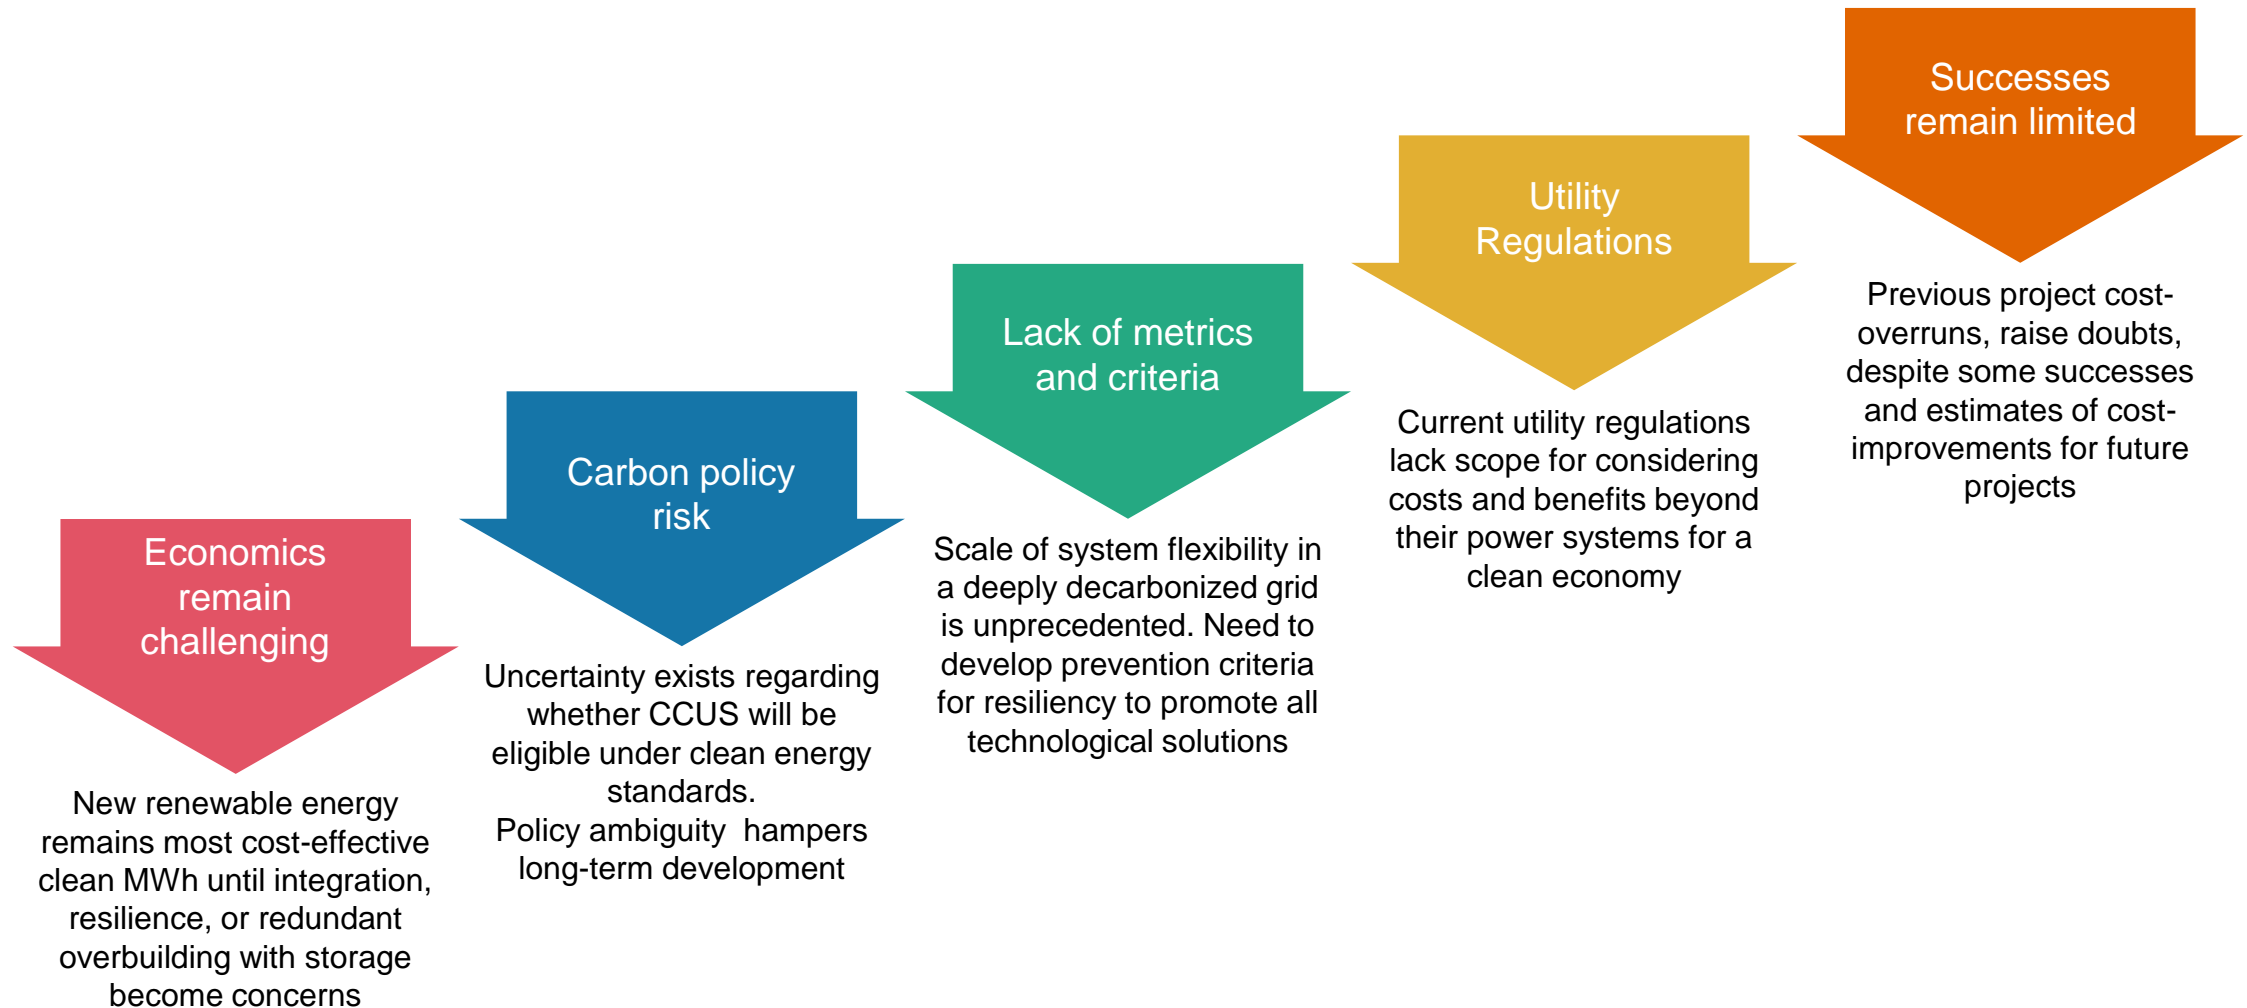 Economics
remain
challenging
New renewable energy
remains most cost-effective
clean MWh until integration,
resilience, or redundant
overbuilding with storage
become concerns
Carbon policy
risk
Uncertainty exists regarding
whether CCUS will be
eligible under clean energy
standards.
Policy ambiguity  hampers
long-term development
Lack of metrics
and criteria
Scale of system flexibility in
a deeply decarbonized grid
is unprecedented. Need to
develop prevention criteria
for resiliency to promote all
technological solutions
Utility
Regulations
Current utility regulations
lack scope for considering
costs and benefits beyond
their power systems for a
clean economy
Successes
remain limited
Previous project cost-
overruns, raise doubts,
despite some successes
and estimates of cost-
improvements for future
projects